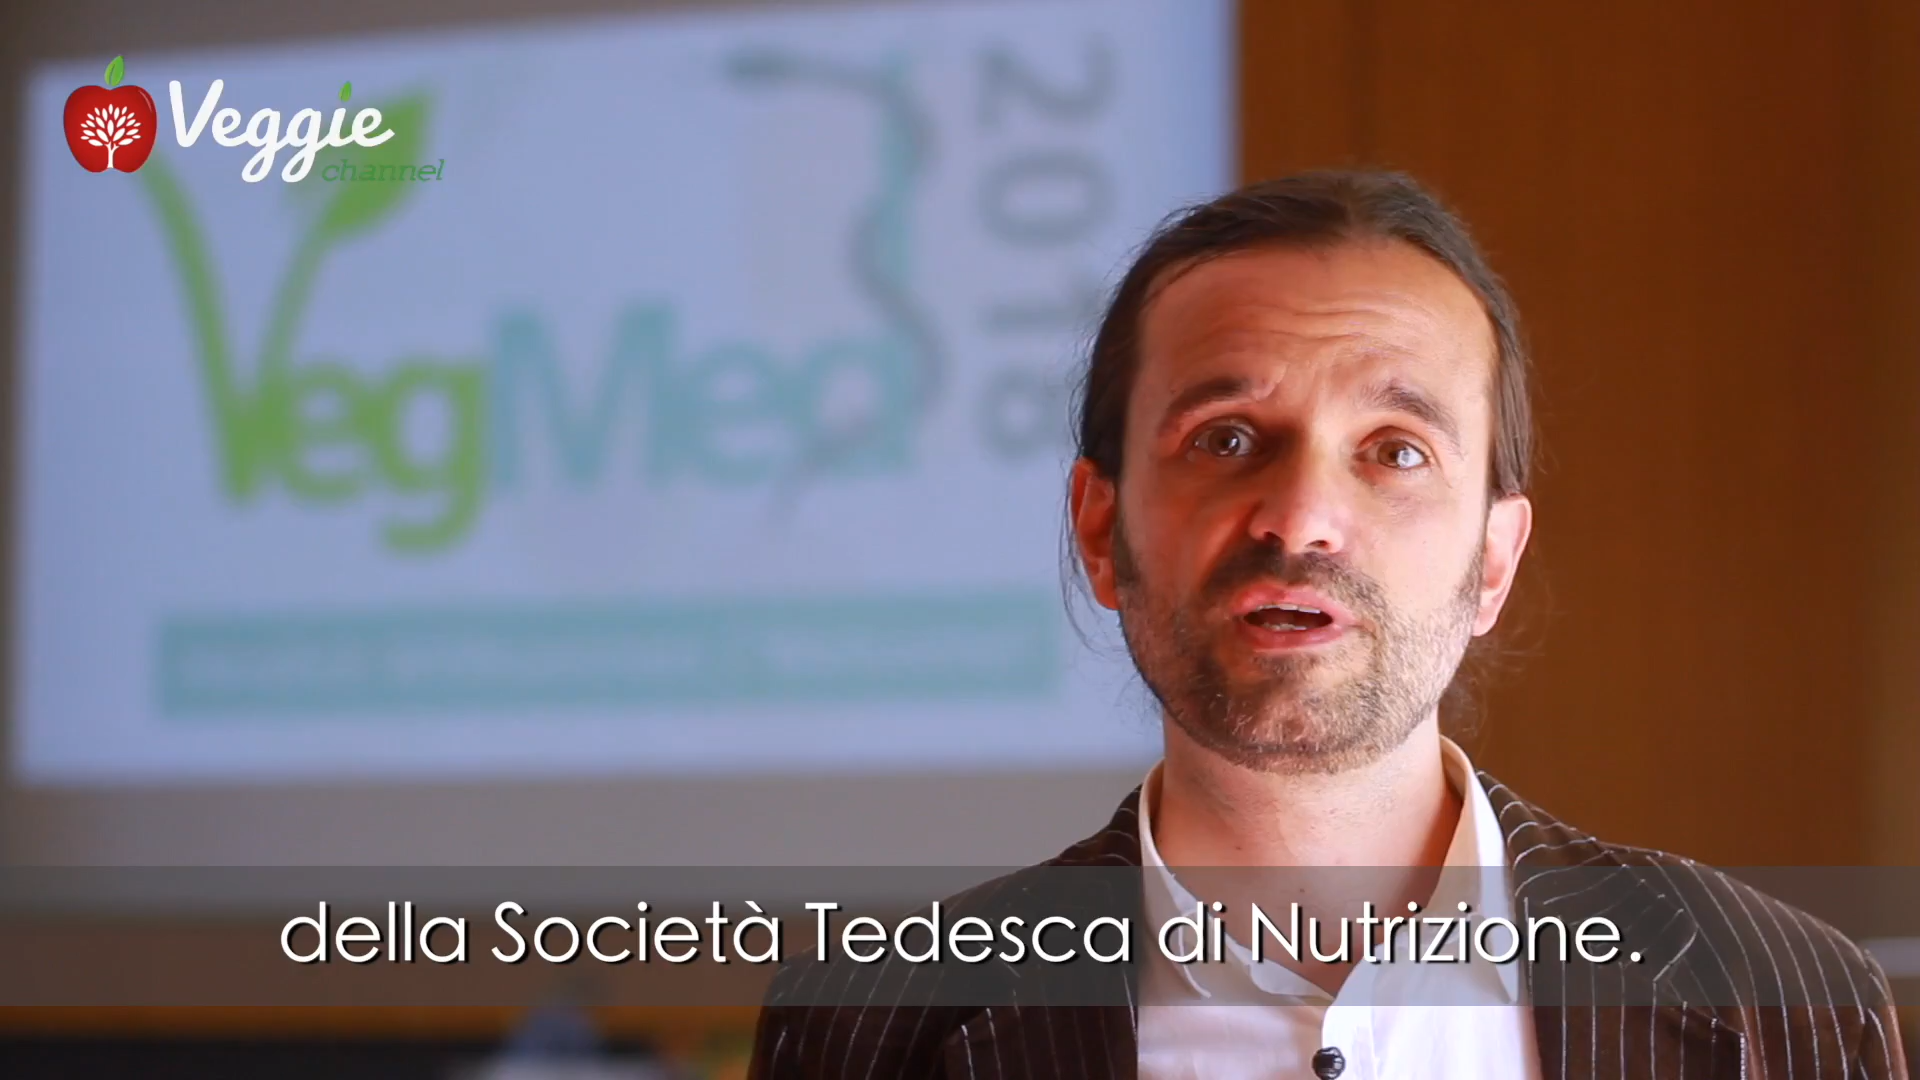 Veggie
channel
VegMed
2018
della Società Tedesca di Nutrizione.